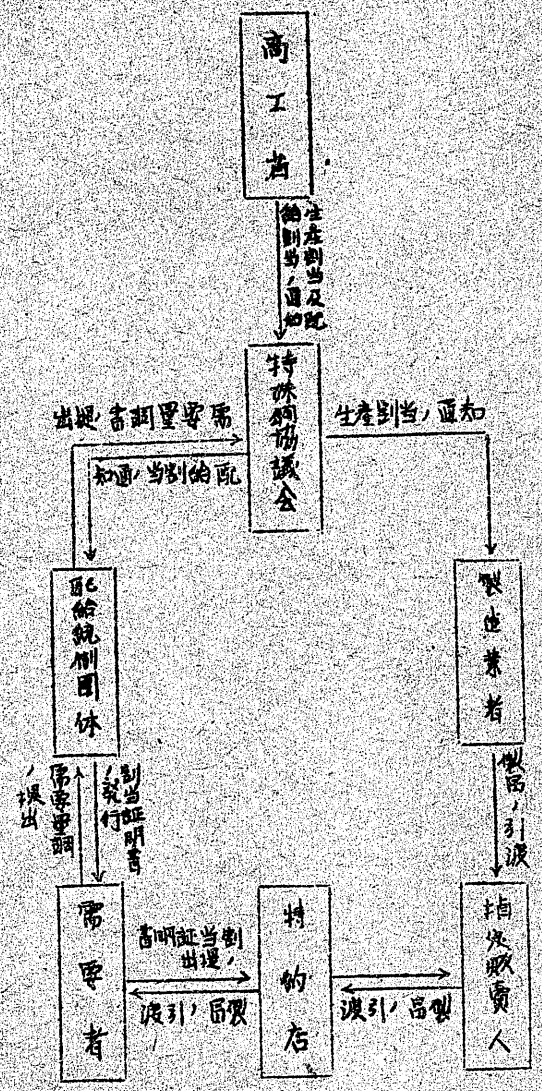 商工省
生産割当及配
給割当ノ通知
特殊鋼協議会
需要量調書ノ提出
配給割当ノ通知
生産割当ノ通知
配給統制団体
製造業者
需要量調
ノ提出
割当証明書
ノ発行
製品ノ引渡
需要者
割当証明書
ノ提出
製品ノ引渡
特約店
製品ノ引渡
指定販売人